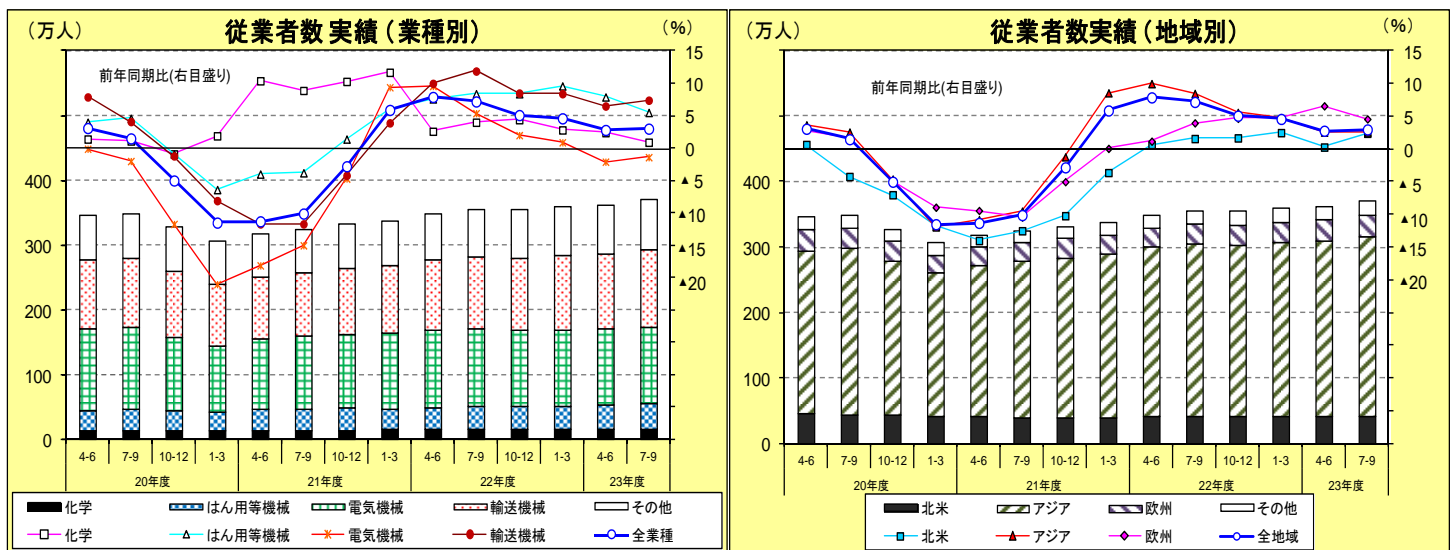 従業者数 実績 (業種別)
（万人）
(%)
前年同期比(右目盛り)
15
10
5
0
▲5
▲10
▲15
▲20
400
300
200
100
0
4-6 7-9 10-12 1-3 4-6 7-9 10-12 1-3 4-6 7-9 10-12 1-3 4-6 7-9
20年度 21年度 22年度 23年度
化学 はん用等機械 電気機械 輸送機械 その他
化学 はん用等機械 電気機械 輸送機械 全業種
従業者数実績 (地域別)
（万人）
(%)
前年同期比(右目盛り)
15
10
5
0
▲5
▲10
▲15
▲20
400
300
200
100
0
4-6 7-9 10-12 1-3 4-6 7-9 10-12 1-3 4-6 7-9 10-12 1-3 4-6 7-9
20年度 21年度 22年度 23年度
北米 アジア 欧州 その他
北米 アジア 欧州 全地域